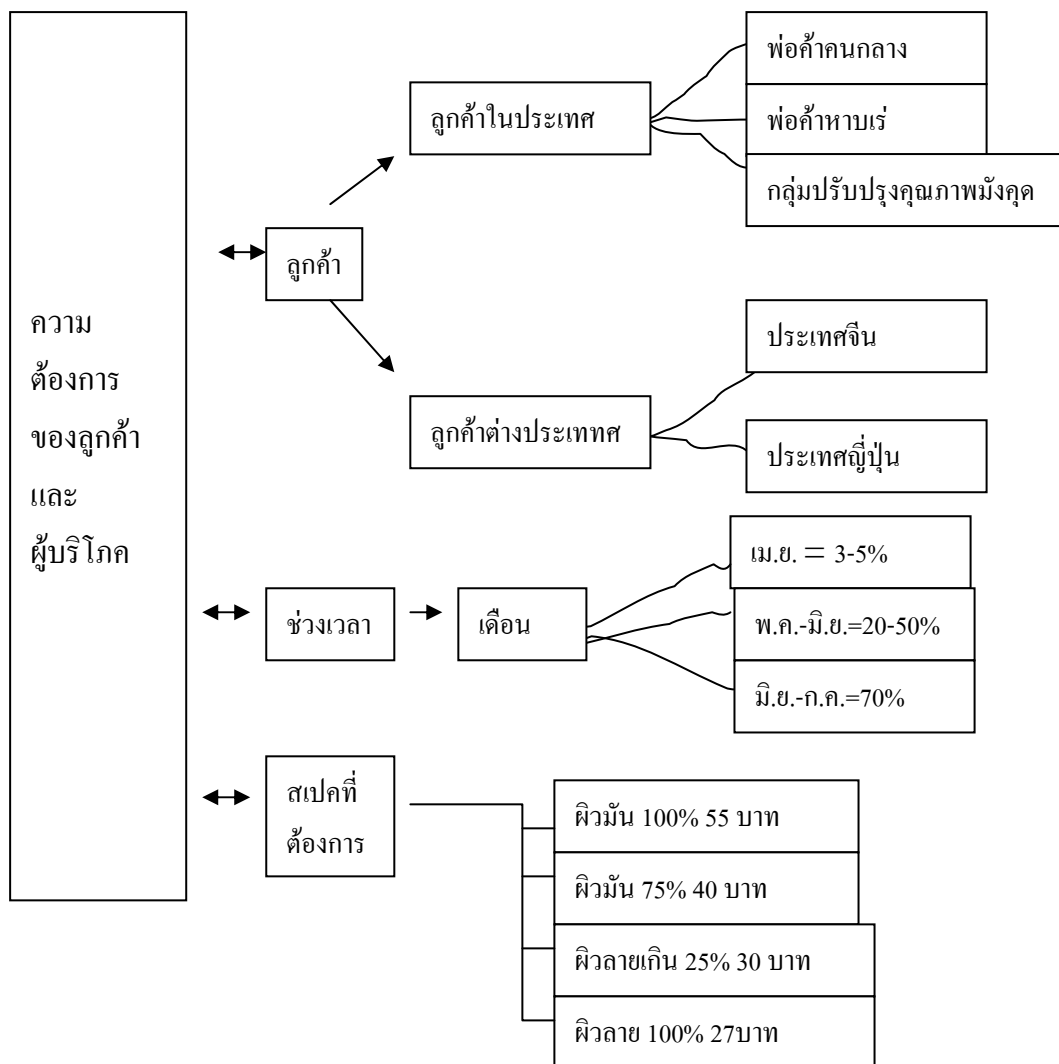 ความ
ต้องการ
ของลูกค้า
และ
ผู้บริโภค
ลูกค้า
ลูกค้าในประเทศ
พ่อค้าคนกลาง
พ่อค้าหาบเร่
กลุ่มปรับปรุงคุณภาพมังคุด
ลูกค้าต่างประเททศ
ประเทศจีน
ประเทศญี่ปุ่น
ช่วงเวลา
เดือน
เม.ย. = 3-5%
พ.ค.-มิ.ย.=20-50%
มิ.ย.-ก.ค.=70%
สเปคที่
ต้องการ
ผิวมัน 100% 55 บาท
ผิวมัน 75% 40 บาท
ผิวลายเกิน 25% 30 บาท
ผิวลาย 100% 27บาท